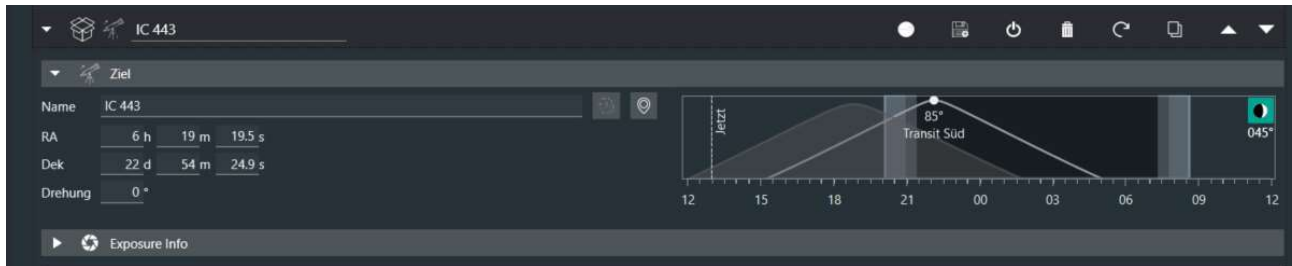 IC 443
Ziel
Name IC 443
RA 6 h 19 m 19.5 s
Dek 22 d 54 m 24.9 s
Drehung 0 °
Jetzt
85°
Transit Süd
045°
12 15 18 21 00 03 06 09 12
Exposure Info